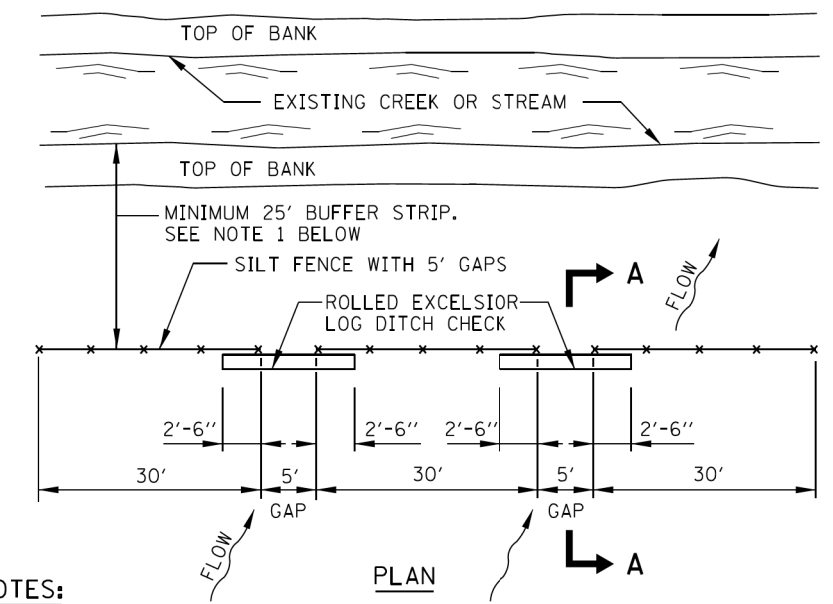 TOP OF BANK
EXISTING CREEK OR STREAM
TOP OF BANK
MINIMUM 25' BUFFER STRIP.
SEE NOTE 1 BELOW
SILT FENCE WITH 5' GAPS
A
FLOW
ROLLED EXCELSIOR
LOG DITCH CHECK
2'-6" 2'-6" 2'-6" 2'-6"
30' 5' 30' 5' 30'
GAP GAP
FLOW
A
PLAN
OTES: